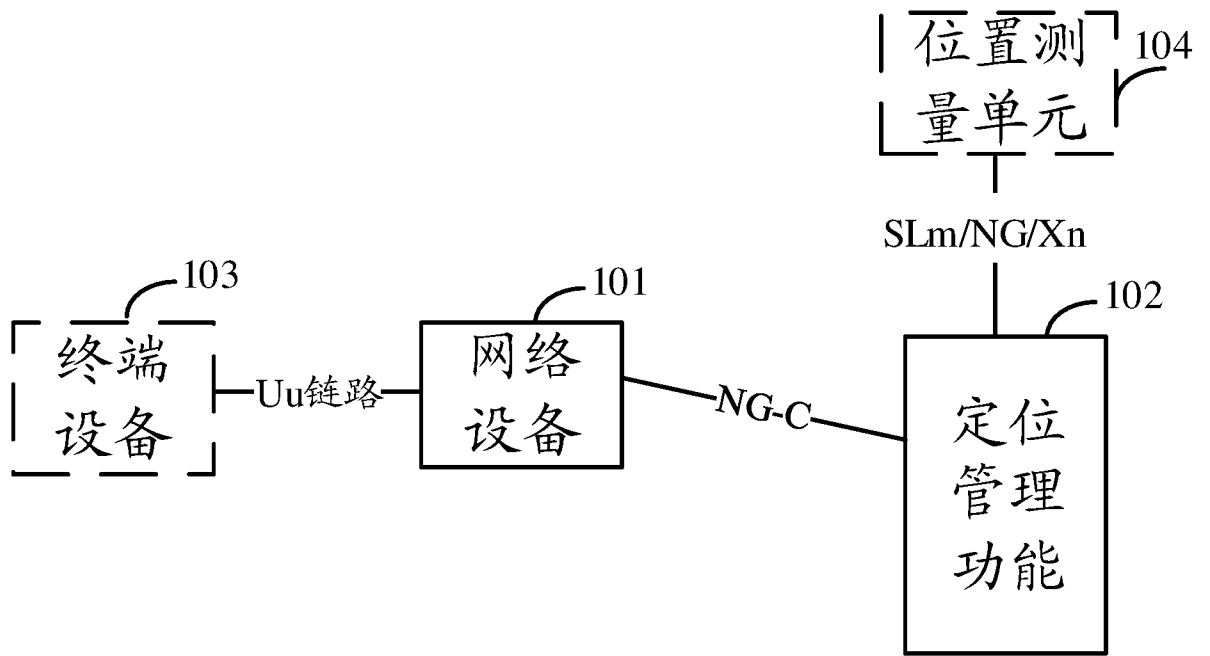 位置测
量单元
104
SLm/NG/Xn
103
终端
设备
Uu链路
101
网络
设备
NG-C
102
定位
管理
功能